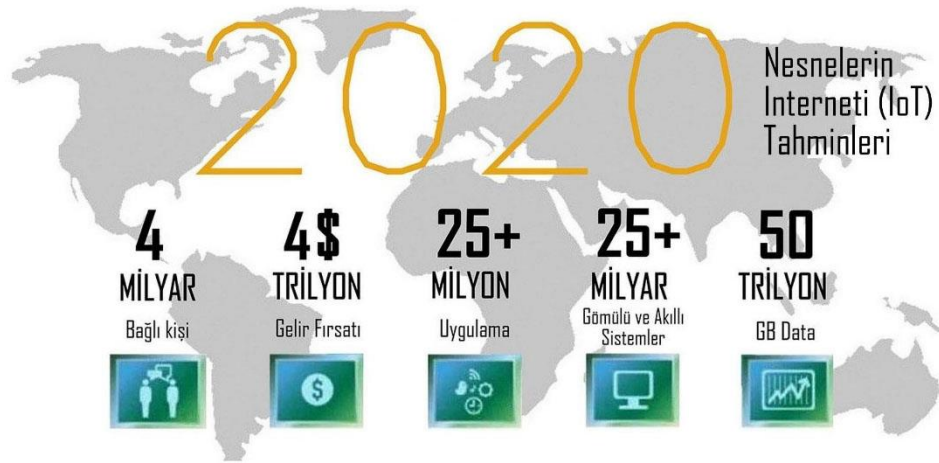 2020
Nesnelerin
Interneti (IoT)
Tahminleri
4
MİLYAR
Bağlı kişi
4$
TRİLYON
Gelir Fırsatı
25+
MİLYON
Uygulama
25+
MİLYAR
Gömülü ve Akıllı
Sistemler
50
TRİLYON
GB Data
$